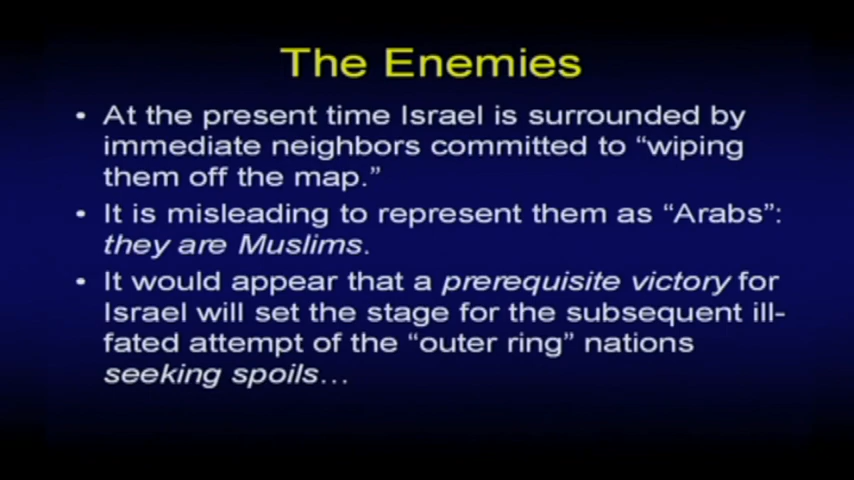 The Enemies
• At the present time Israel is surrounded by
immediate neighbors committed to “wiping
them off the map.”
• It is misleading to represent them as “Arabs”:
they are Muslims.
• It would appear that a prerequisite victory for
Israel will set the stage for the subsequent ill-
fated attempt of the “outer ring” nations
seeking spoils…